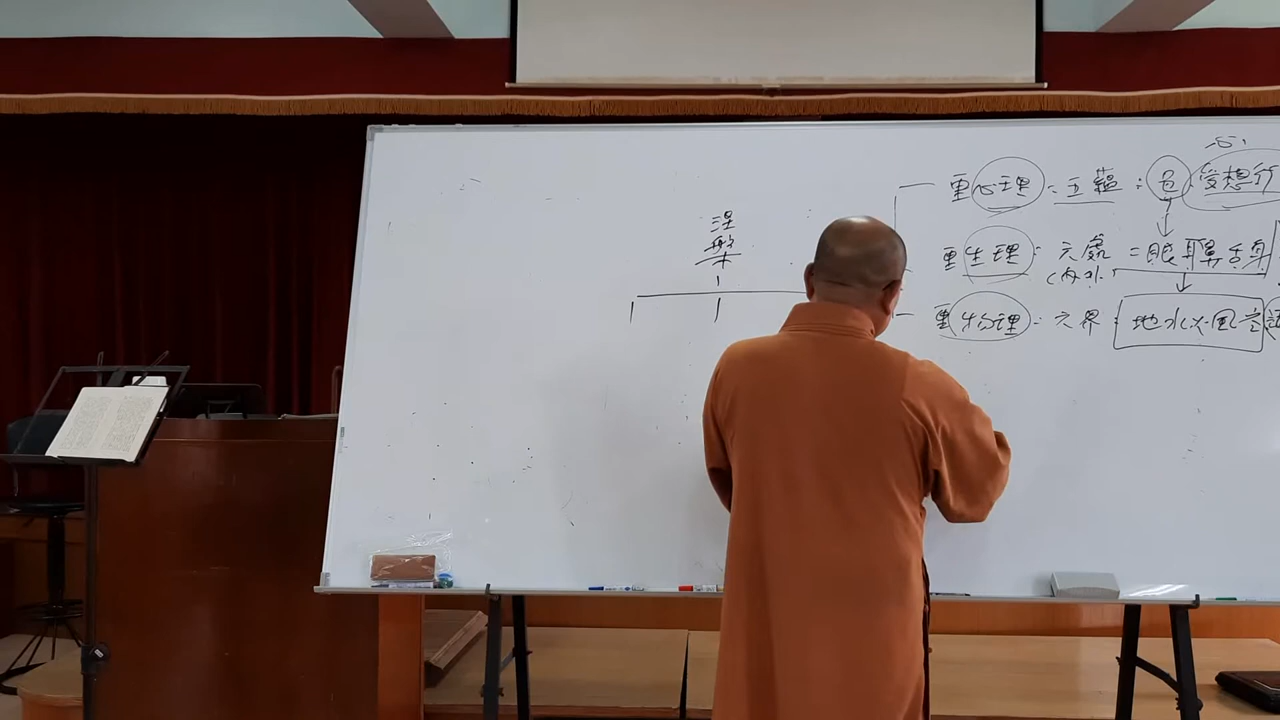 涅
槃
心
重心理:五蘊:色 受想行
重生理:六處=眼耳鼻舌身
(內外)
重物理:六界:地水火風空